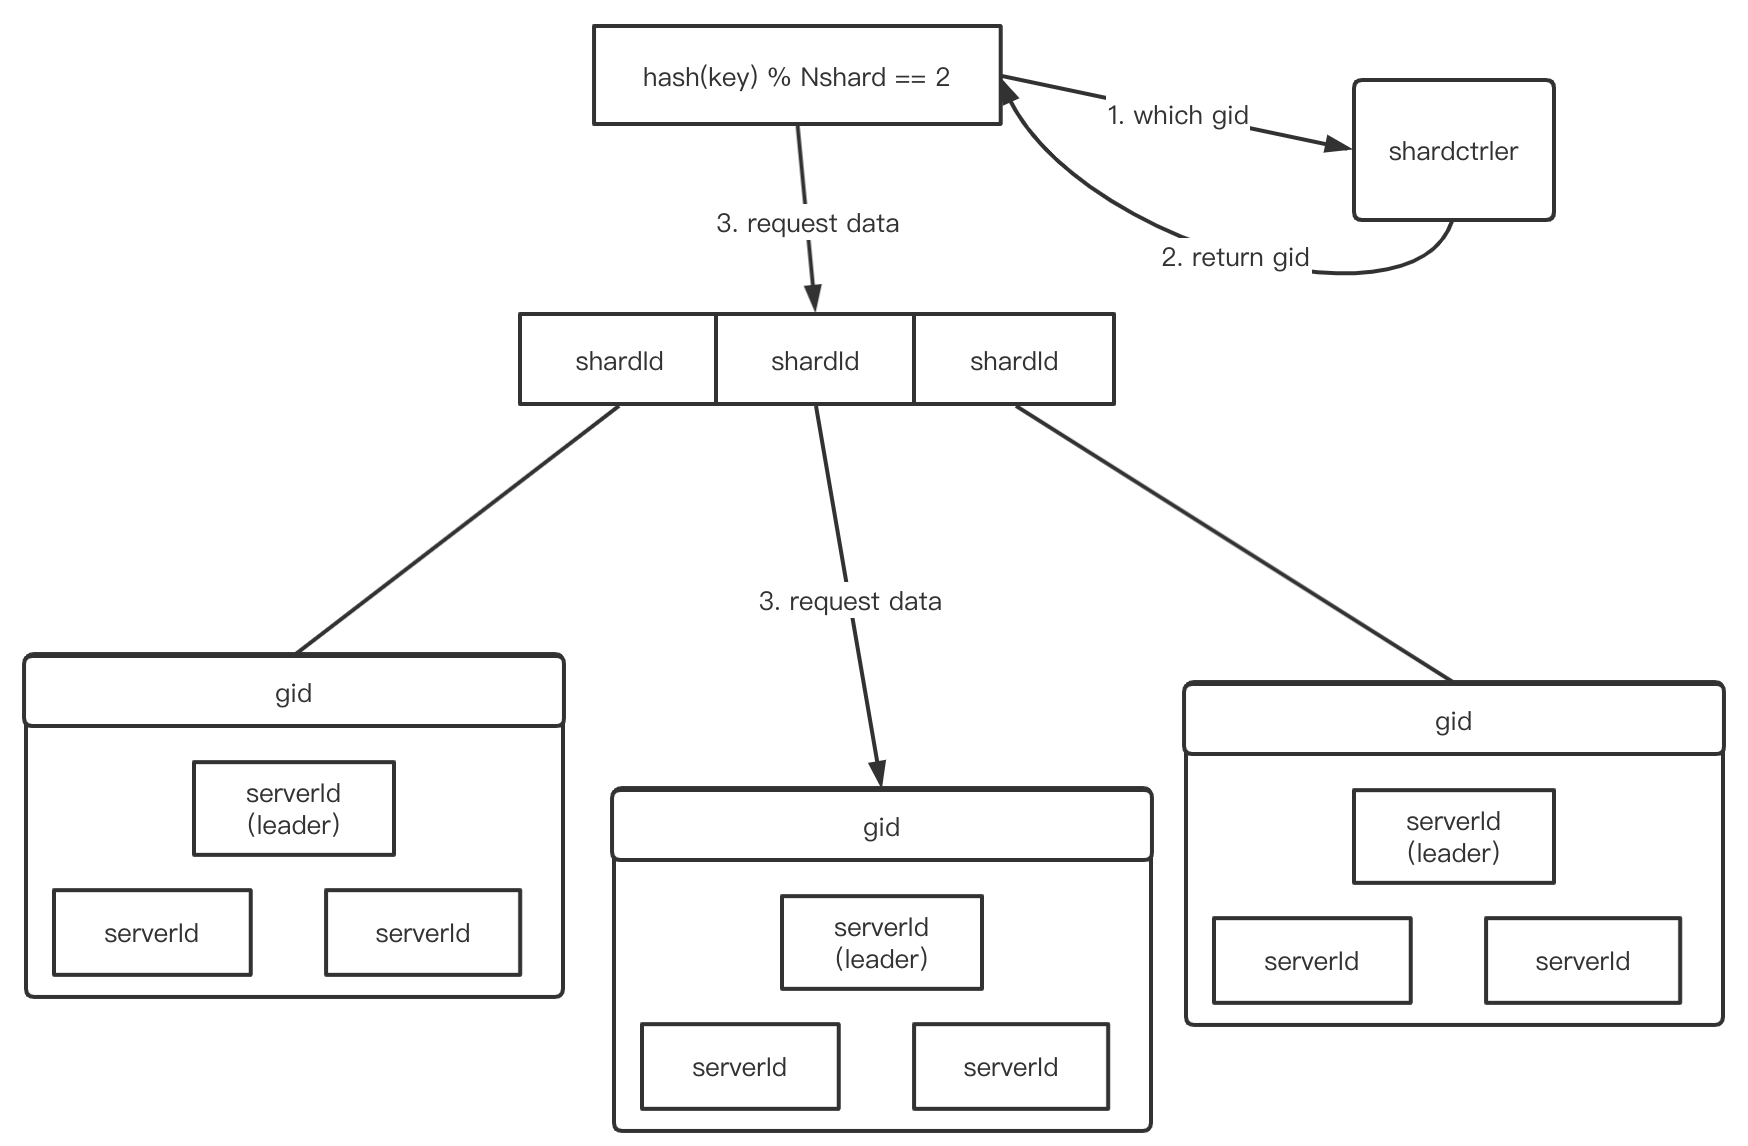 hash(key) % Nshard == 2
1. which gid
shardctrler
3. request data
2. return gid
shardId
shardId
shardId
3. request data
gid
serverId
(leader)
serverId
serverId
gid
serverId
(leader)
serverId
serverId
gid
serverId
(leader)
serverId
serverId